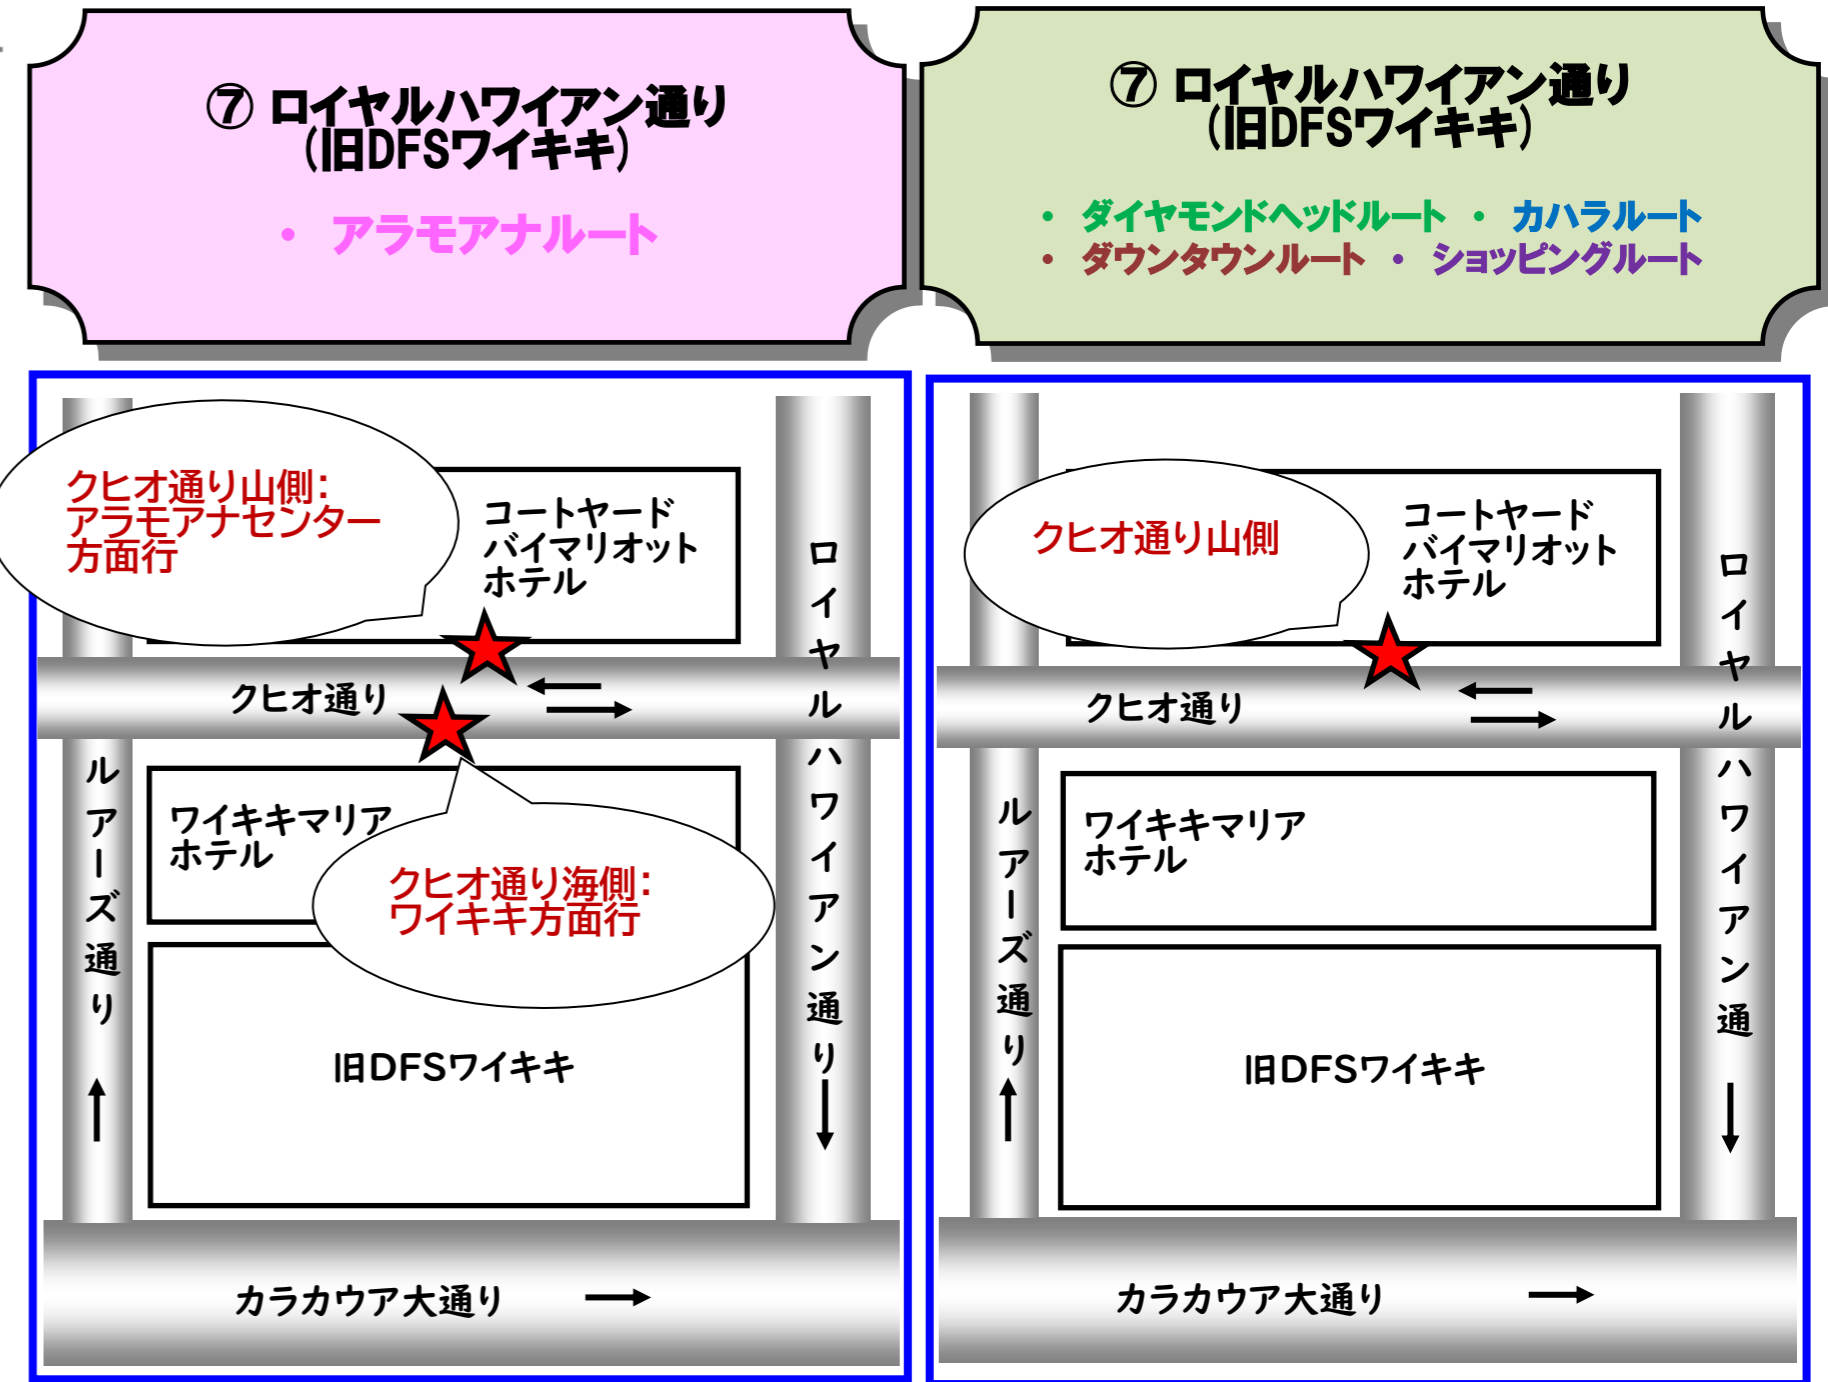 ⑦ ロイヤルハワイアン通り
(旧DFSワイキキ)
・ アラモアナルート
クヒオ通り山側：
アラモアナセンター
方面行
コートヤード
バイマリオット
ホテル
クヒオ通り
ルアーズ通り
ロイヤルハワイアン通り
ワイキキマリア
ホテル
クヒオ通り海側：
ワイキキ方面行
旧DFSワイキキ
カラカウア大通り
⑦ ロイヤルハワイアン通り
(旧DFSワイキキ)
・ ダイヤモンドヘッドルート ・ カハラルート
・ ダウンタウンルート ・ ショッピングルート
クヒオ通り山側
コートヤード
バイマリオット
ホテル
クヒオ通り
ルアーズ通り
ロイヤルハワイアン通
ワイキキマリア
ホテル
旧DFSワイキキ
カラカウア大通り